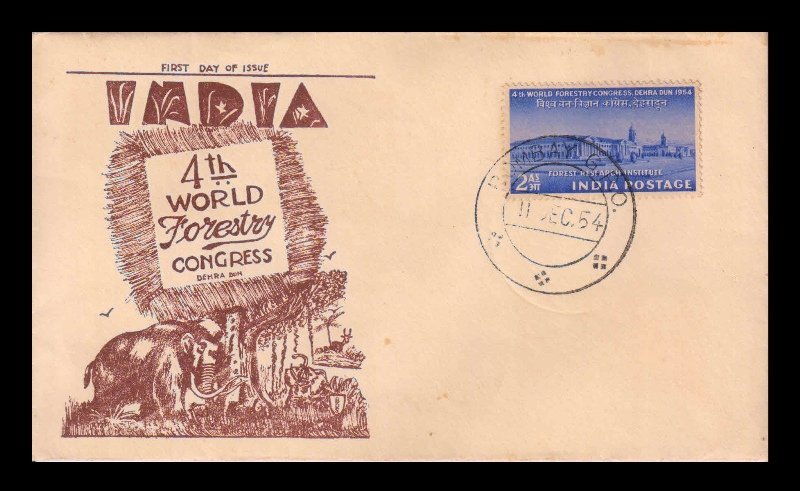 FIRST DAY OF ISSUE
INDIA
4th
WORLD
Forestry
CONGRESS
DEHRA DUN
4th WORLD FORESTRY CONGRESS, DEHRA DUN 1954
विश्व वन-विज्ञान कांग्रेस, देहरादून
FOREST RESEARCH INSTITUTE
2 AS आ
INDIA POSTAGE
BOMBAY G.P.O.
11 DEC. 54